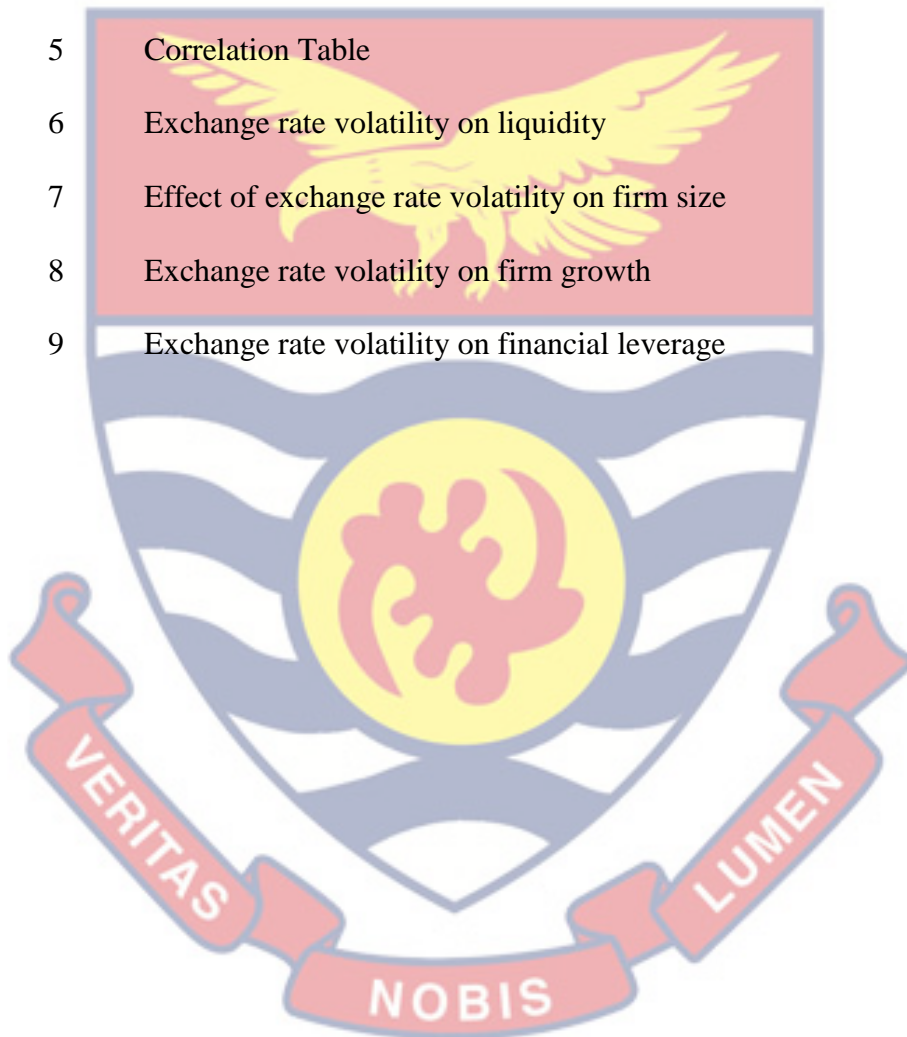 5 Correlation Table
6 Exchange rate volatility on liquidity
7 Effect of exchange rate volatility on firm size
8 Exchange rate volatility on firm growth
9 Exchange rate volatility on financial leverage
VERITAS NOBIS LUMEN